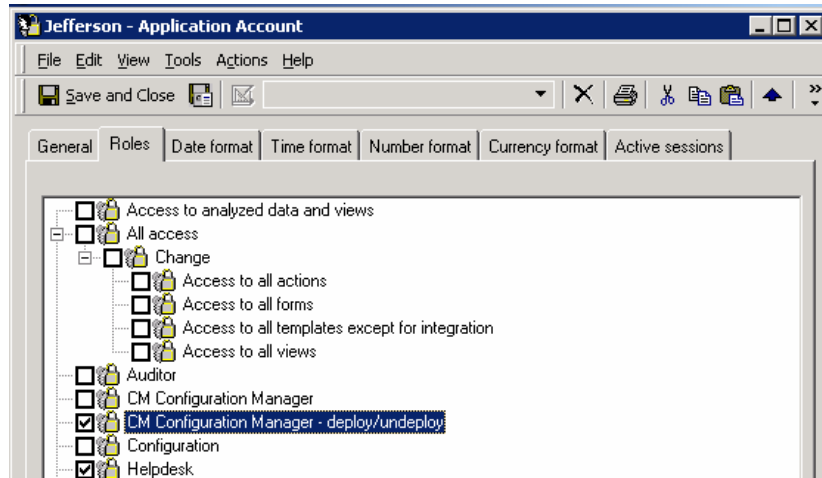 Jefferson - Application Account
File Edit View Tools Actions Help
Save and Close
General Roles Date format Time format Number format Currency format Active sessions
Access to analyzed data and views
All access
Change
Access to all actions
Access to all forms
Access to all templates except for integration
Access to all views
Auditor
CM Configuration Manager
CM Configuration Manager - deploy/undeploy
Configuration
Helpdesk